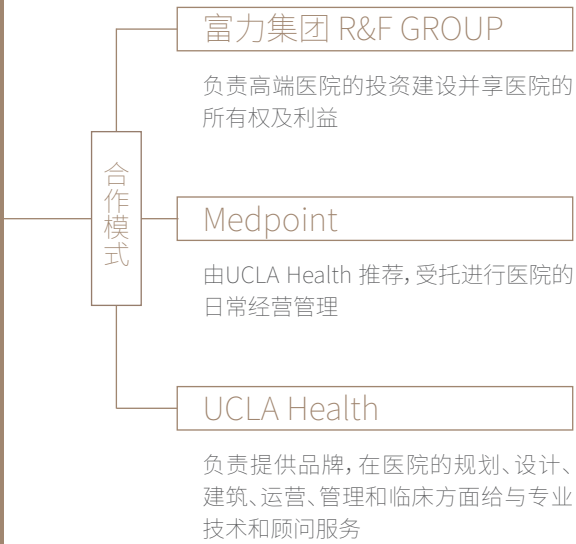 富力集团 R&F GROUP
负责高端医院的投资建设并享医院的
所有权及利益
合作模式
Medpoint
由UCLA Health 推荐，受托进行医院的
日常经营管理
UCLA Health
负责提供品牌，在医院的规划、设计、
建筑、运营、管理和临床方面给与专业
技术和顾问服务